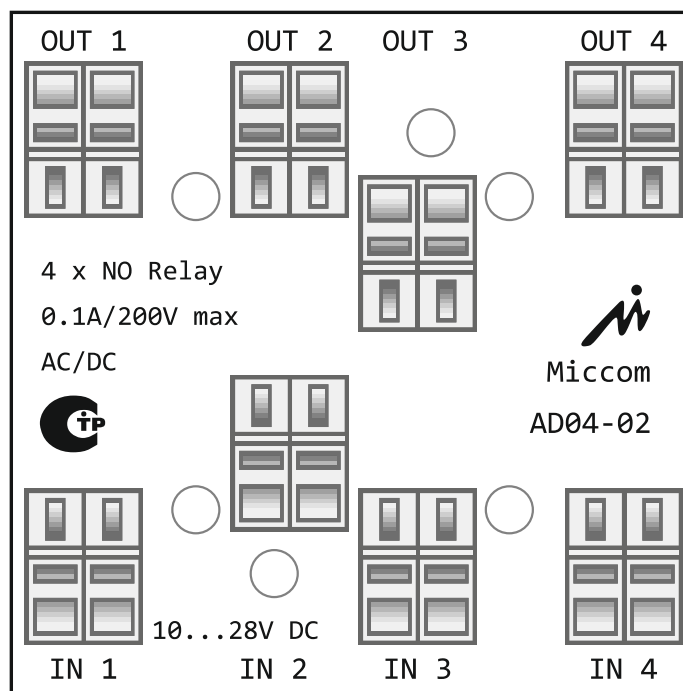 OUT 1 OUT 2 OUT 3 OUT 4
4 x NO Relay
0.1A/200V max
AC/DC
Miccom
AD04-02
СТР
10...28V DC
IN 1 IN 2 IN 3 IN 4